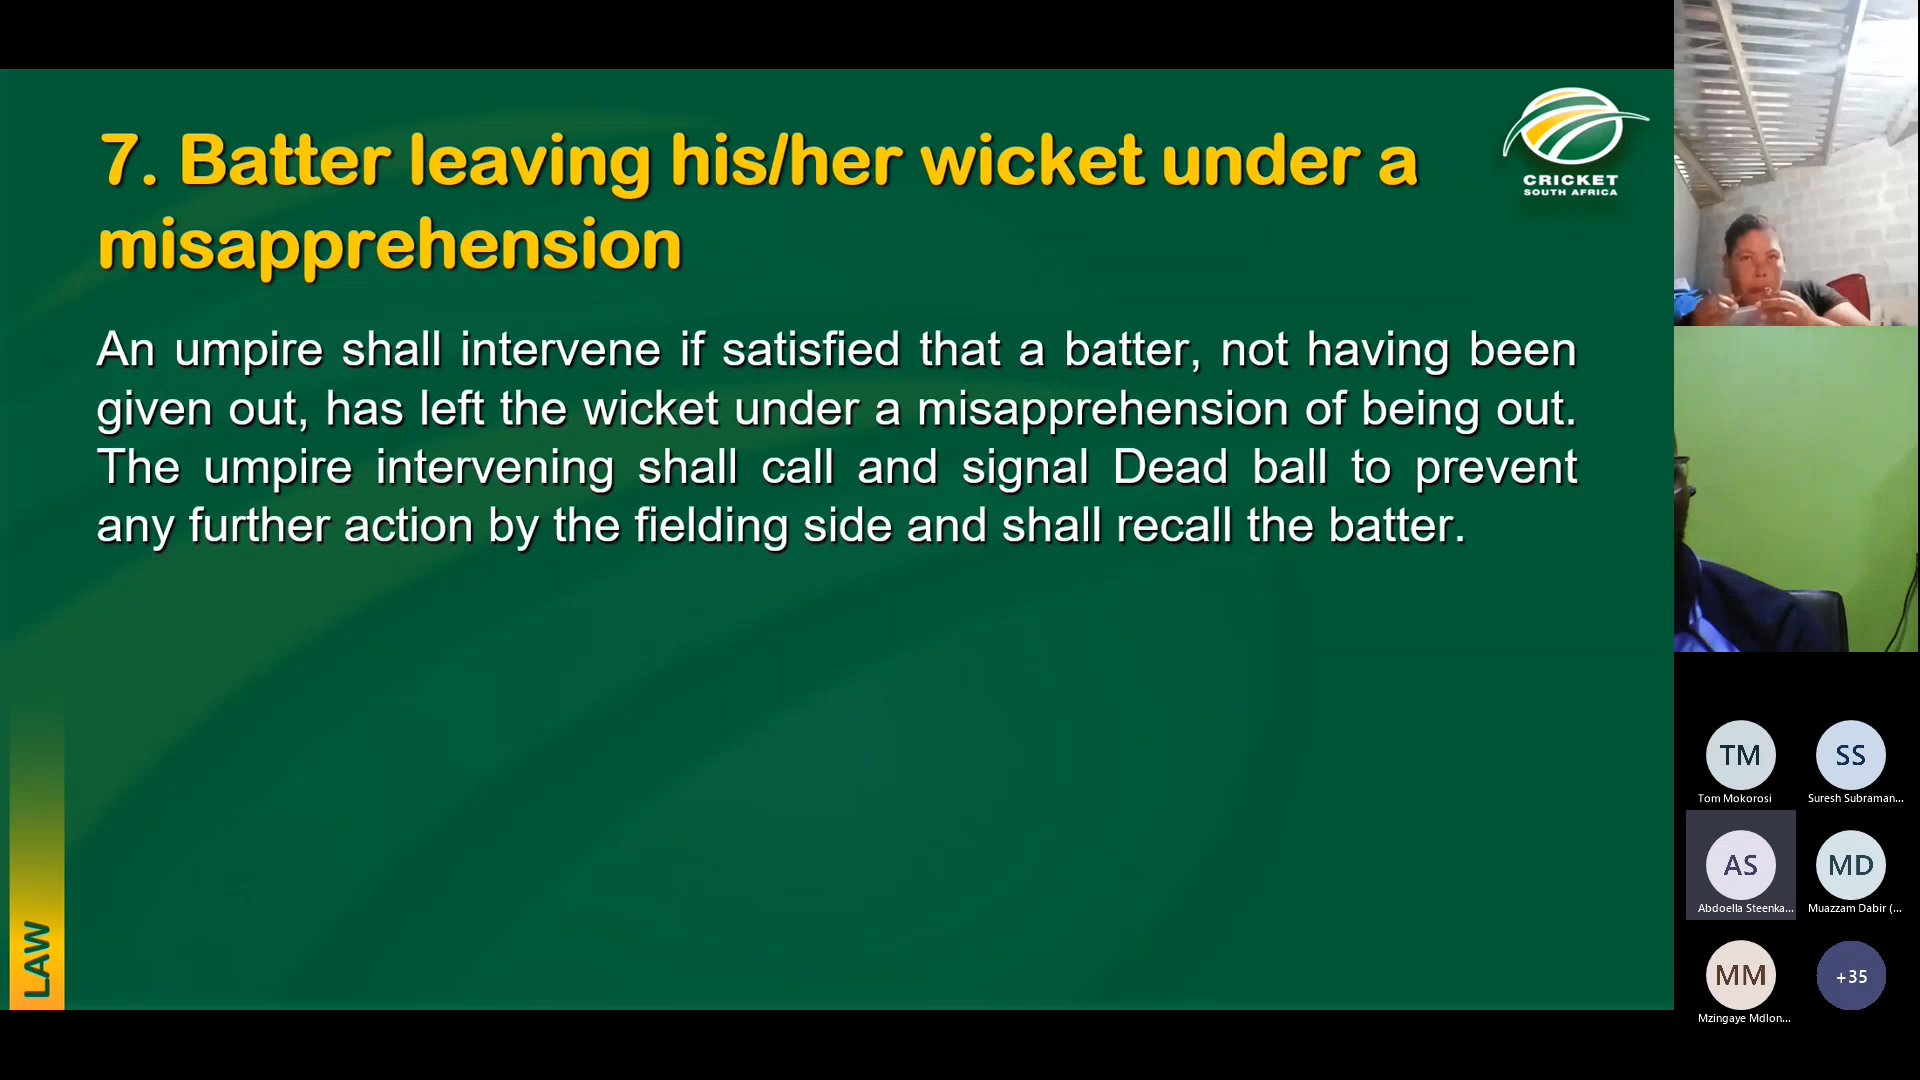 7. Batter leaving his/her wicket under a
misapprehension
CRICKET
SOUTH AFRICA
An umpire shall intervene if satisfied that a batter, not having been
given out, has left the wicket under a misapprehension of being out.
The umpire intervening shall call and signal Dead ball to prevent
any further action by the fielding side and shall recall the batter.
LAW
TM
Tom Mokorosi
SS
Suresh Subraman...
AS
Abdoella Steenka...
MD
Muazzam Dabir (...
MM
Mzingaye Mdlon...
+35